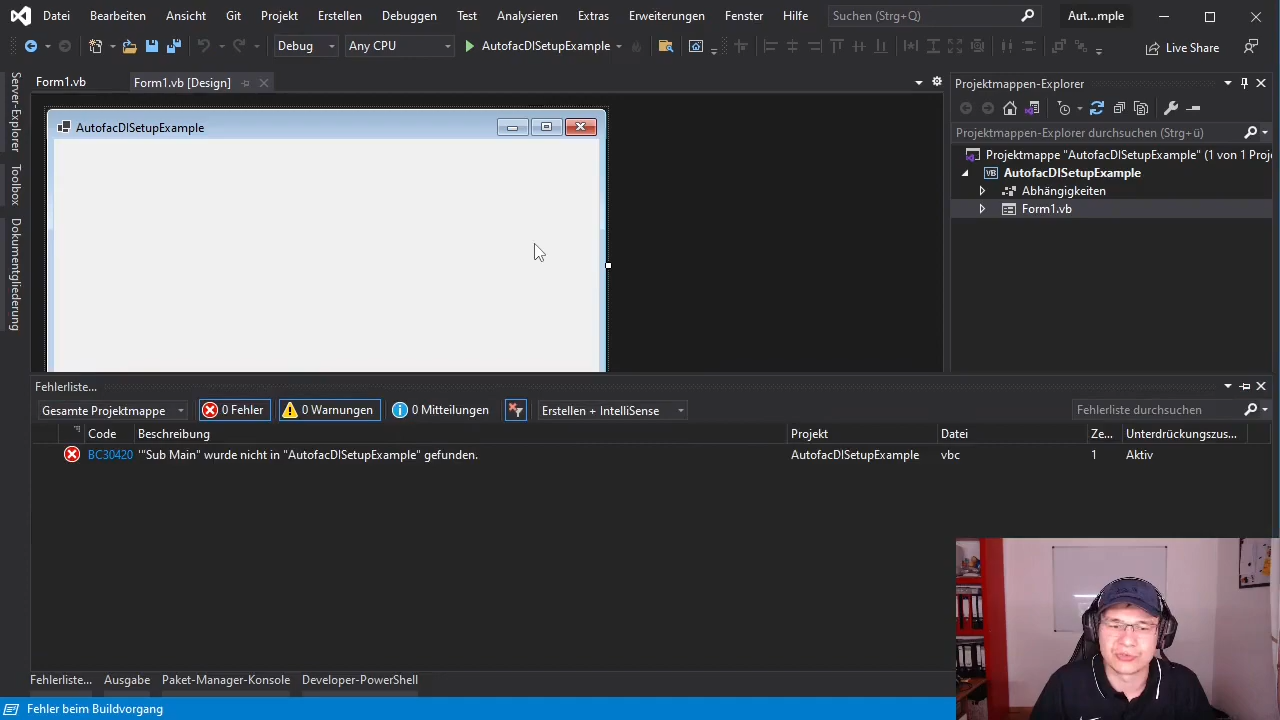 Datei Bearbeiten Ansicht Git Projekt Erstellen Debuggen Test Analysieren Extras Erweiterungen Fenster Hilfe Suchen (Strg+Q) Aut...mple
Debug Any CPU AutofacDISetupExample Live Share
Server-Explorer
Toolbox
Dokumentgliederung
Form1.vb Form1.vb [Design]
AutofacDISetupExample
Projektmappen-Explorer
Projektmappen-Explorer durchsuchen (Strg+ü)
Projektmappe "AutofacDISetupExample" (1 von 1 Proje
VB AutofacDISetupExample
Abhängigkeiten
Form1.vb
Fehlerliste...
Gesamte Projektmappe 0 Fehler 0 Warnungen 0 Mitteilungen Erstellen + IntelliSense Fehlerliste durchsuchen
Code Beschreibung Projekt Datei Ze... Unterdrückungszus...
BC30420 '"Sub Main" wurde nicht in "AutofacDISetupExample" gefunden. AutofacDISetupExample vbc 1 Aktiv
Fehlerliste... Ausgabe Paket-Manager-Konsole Developer-PowerShell
Fehler beim Buildvorgang